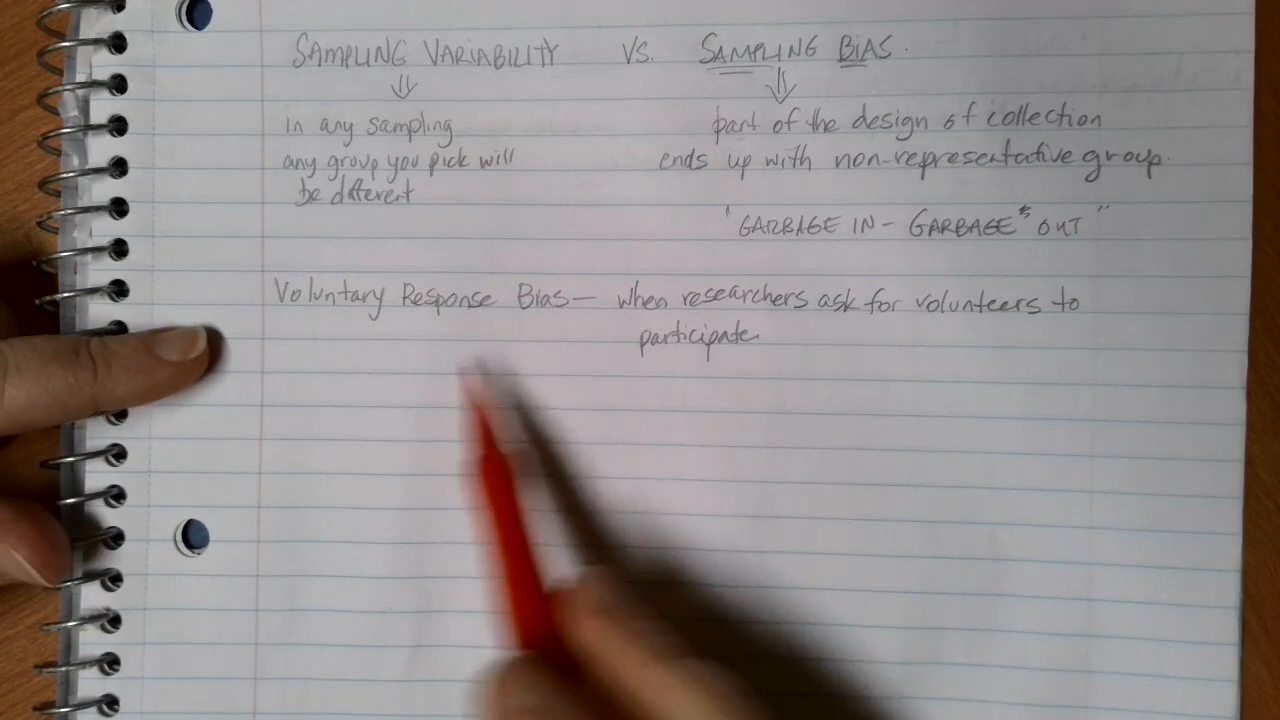 SAMPLING VARIABILITY VS. SAMPLING BIAS.
in any sampling
any group you pick will
be different
part of the design of collection
ends up with non-representative group.
"GARBAGE IN - GARBAGE OUT"
Voluntary Response Bias - when researchers ask for volunteers to
participate.